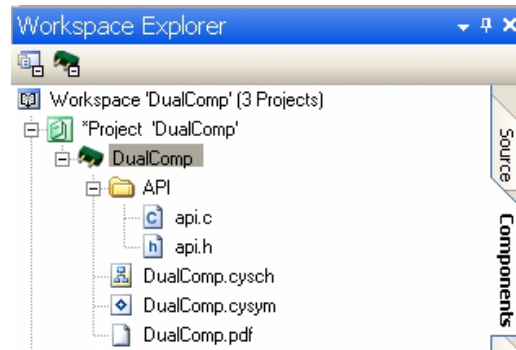 Workspace Explorer
Workspace 'DualComp' (3 Projects)
*Project 'DualComp'
DualComp
API
api.c
api.h
DualComp.cysch
DualComp.cysym
DualComp.pdf
Source
Components